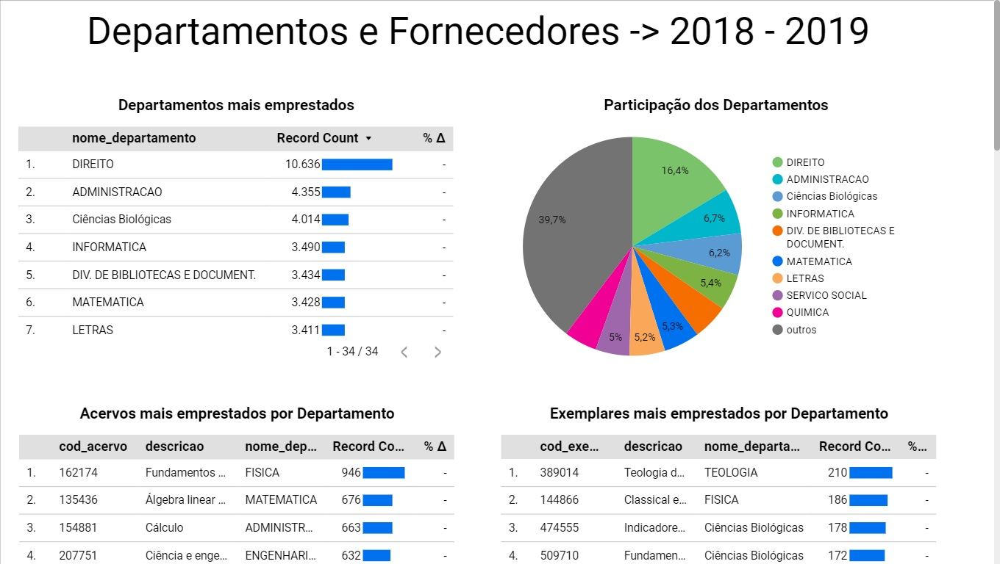 Departamentos e Fornecedores -> 2018 - 2019
Departamentos mais emprestados
nome_departamento Record Count % Δ
1. DIREITO 10.636 -
2. ADMINISTRACAO 4.355 -
3. Ciências Biológicas 4.014 -
4. INFORMATICA 3.490 -
5. DIV. DE BIBLIOTECAS E DOCUMENT. 3.434 -
6. MATEMATICA 3.428 -
7. LETRAS 3.411 -
1 - 34 / 34 < >
Participação dos Departamentos
16,4%
6,7%
6,2%
5,4%
5,3%
5,2%
5%
39,7%
DIREITO
ADMINISTRACAO
Ciências Biológicas
INFORMATICA
DIV. DE BIBLIOTECAS E
DOCUMENT.
MATEMATICA
LETRAS
SERVICO SOCIAL
QUIMICA
outros
Acervos mais emprestados por Departamento
cod_acervo descricao nome_dep... Record Co... % Δ
1. 162174 Fundamentos ... FISICA 946 -
2. 135436 Álgebra linear ... MATEMATICA 676 -
3. 154881 Cálculo ADMINISTR... 663 -
4. 207751 Ciência e enge... ENGENHARI... 632 -
Exemplares mais emprestados por Departamento
cod_exe... descricao nome_departa... Record Co... %...
1. 389014 Teologia d... TEOLOGIA 210 -
2. 144866 Classical e... FISICA 186 -
3. 474555 Indicadore... Ciências Biológicas 178 -
4. 509710 Fundamen... Ciências Biológicas 172 -